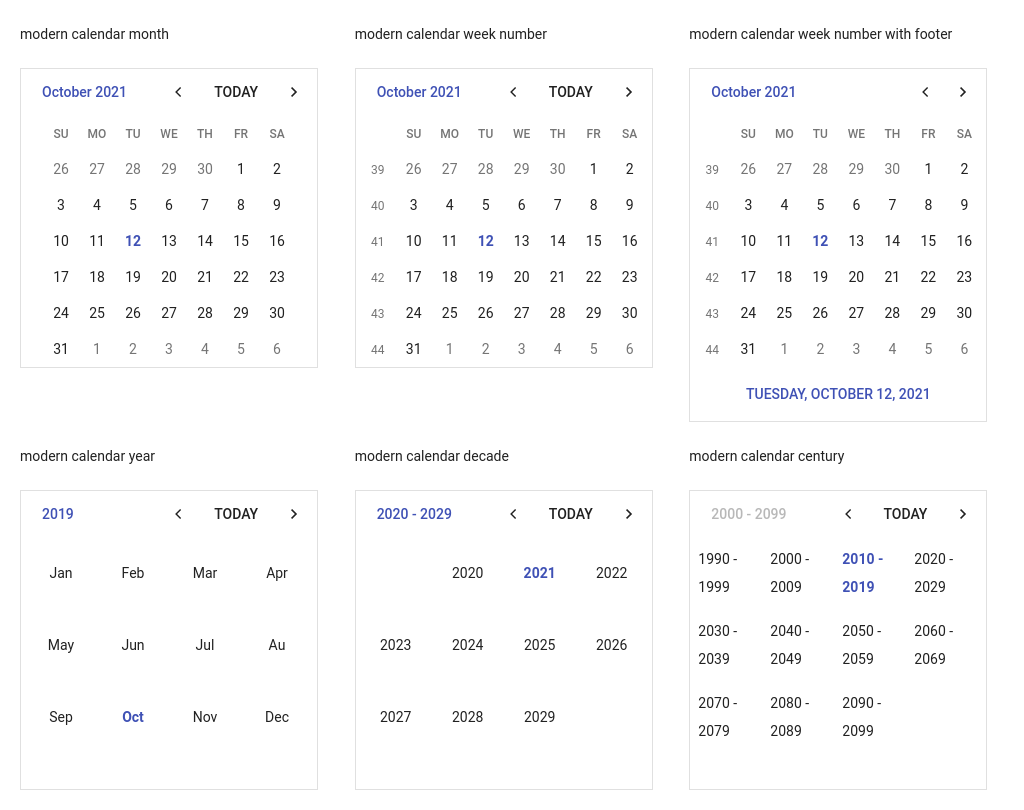 modern calendar month
October 2021 TODAY
SU MO TU WE TH FR SA
26 27 28 29 30 1 2
3 4 5 6 7 8 9
10 11 12 13 14 15 16
17 18 19 20 21 22 23
24 25 26 27 28 29 30
31 1 2 3 4 5 6
modern calendar week number
October 2021 TODAY
SU MO TU WE TH FR SA
39 26 27 28 29 30 1 2
40 3 4 5 6 7 8 9
41 10 11 12 13 14 15 16
42 17 18 19 20 21 22 23
43 24 25 26 27 28 29 30
44 31 1 2 3 4 5 6
modern calendar week number with footer
October 2021
SU MO TU WE TH FR SA
39 26 27 28 29 30 1 2
40 3 4 5 6 7 8 9
41 10 11 12 13 14 15 16
42 17 18 19 20 21 22 23
43 24 25 26 27 28 29 30
44 31 1 2 3 4 5 6
TUESDAY, OCTOBER 12, 2021
modern calendar year
2019 TODAY
Jan Feb Mar Apr
May Jun Jul Au
Sep Oct Nov Dec
modern calendar decade
2020 - 2029 TODAY
2020 2021 2022
2023 2024 2025 2026
2027 2028 2029
modern calendar century
2000 - 2099 TODAY
1990 - 2000 - 2010 - 2020 -
1999 2009 2019 2029
2030 - 2040 - 2050 - 2060 -
2039 2049 2059 2069
2070 - 2080 - 2090 -
2079 2089 2099